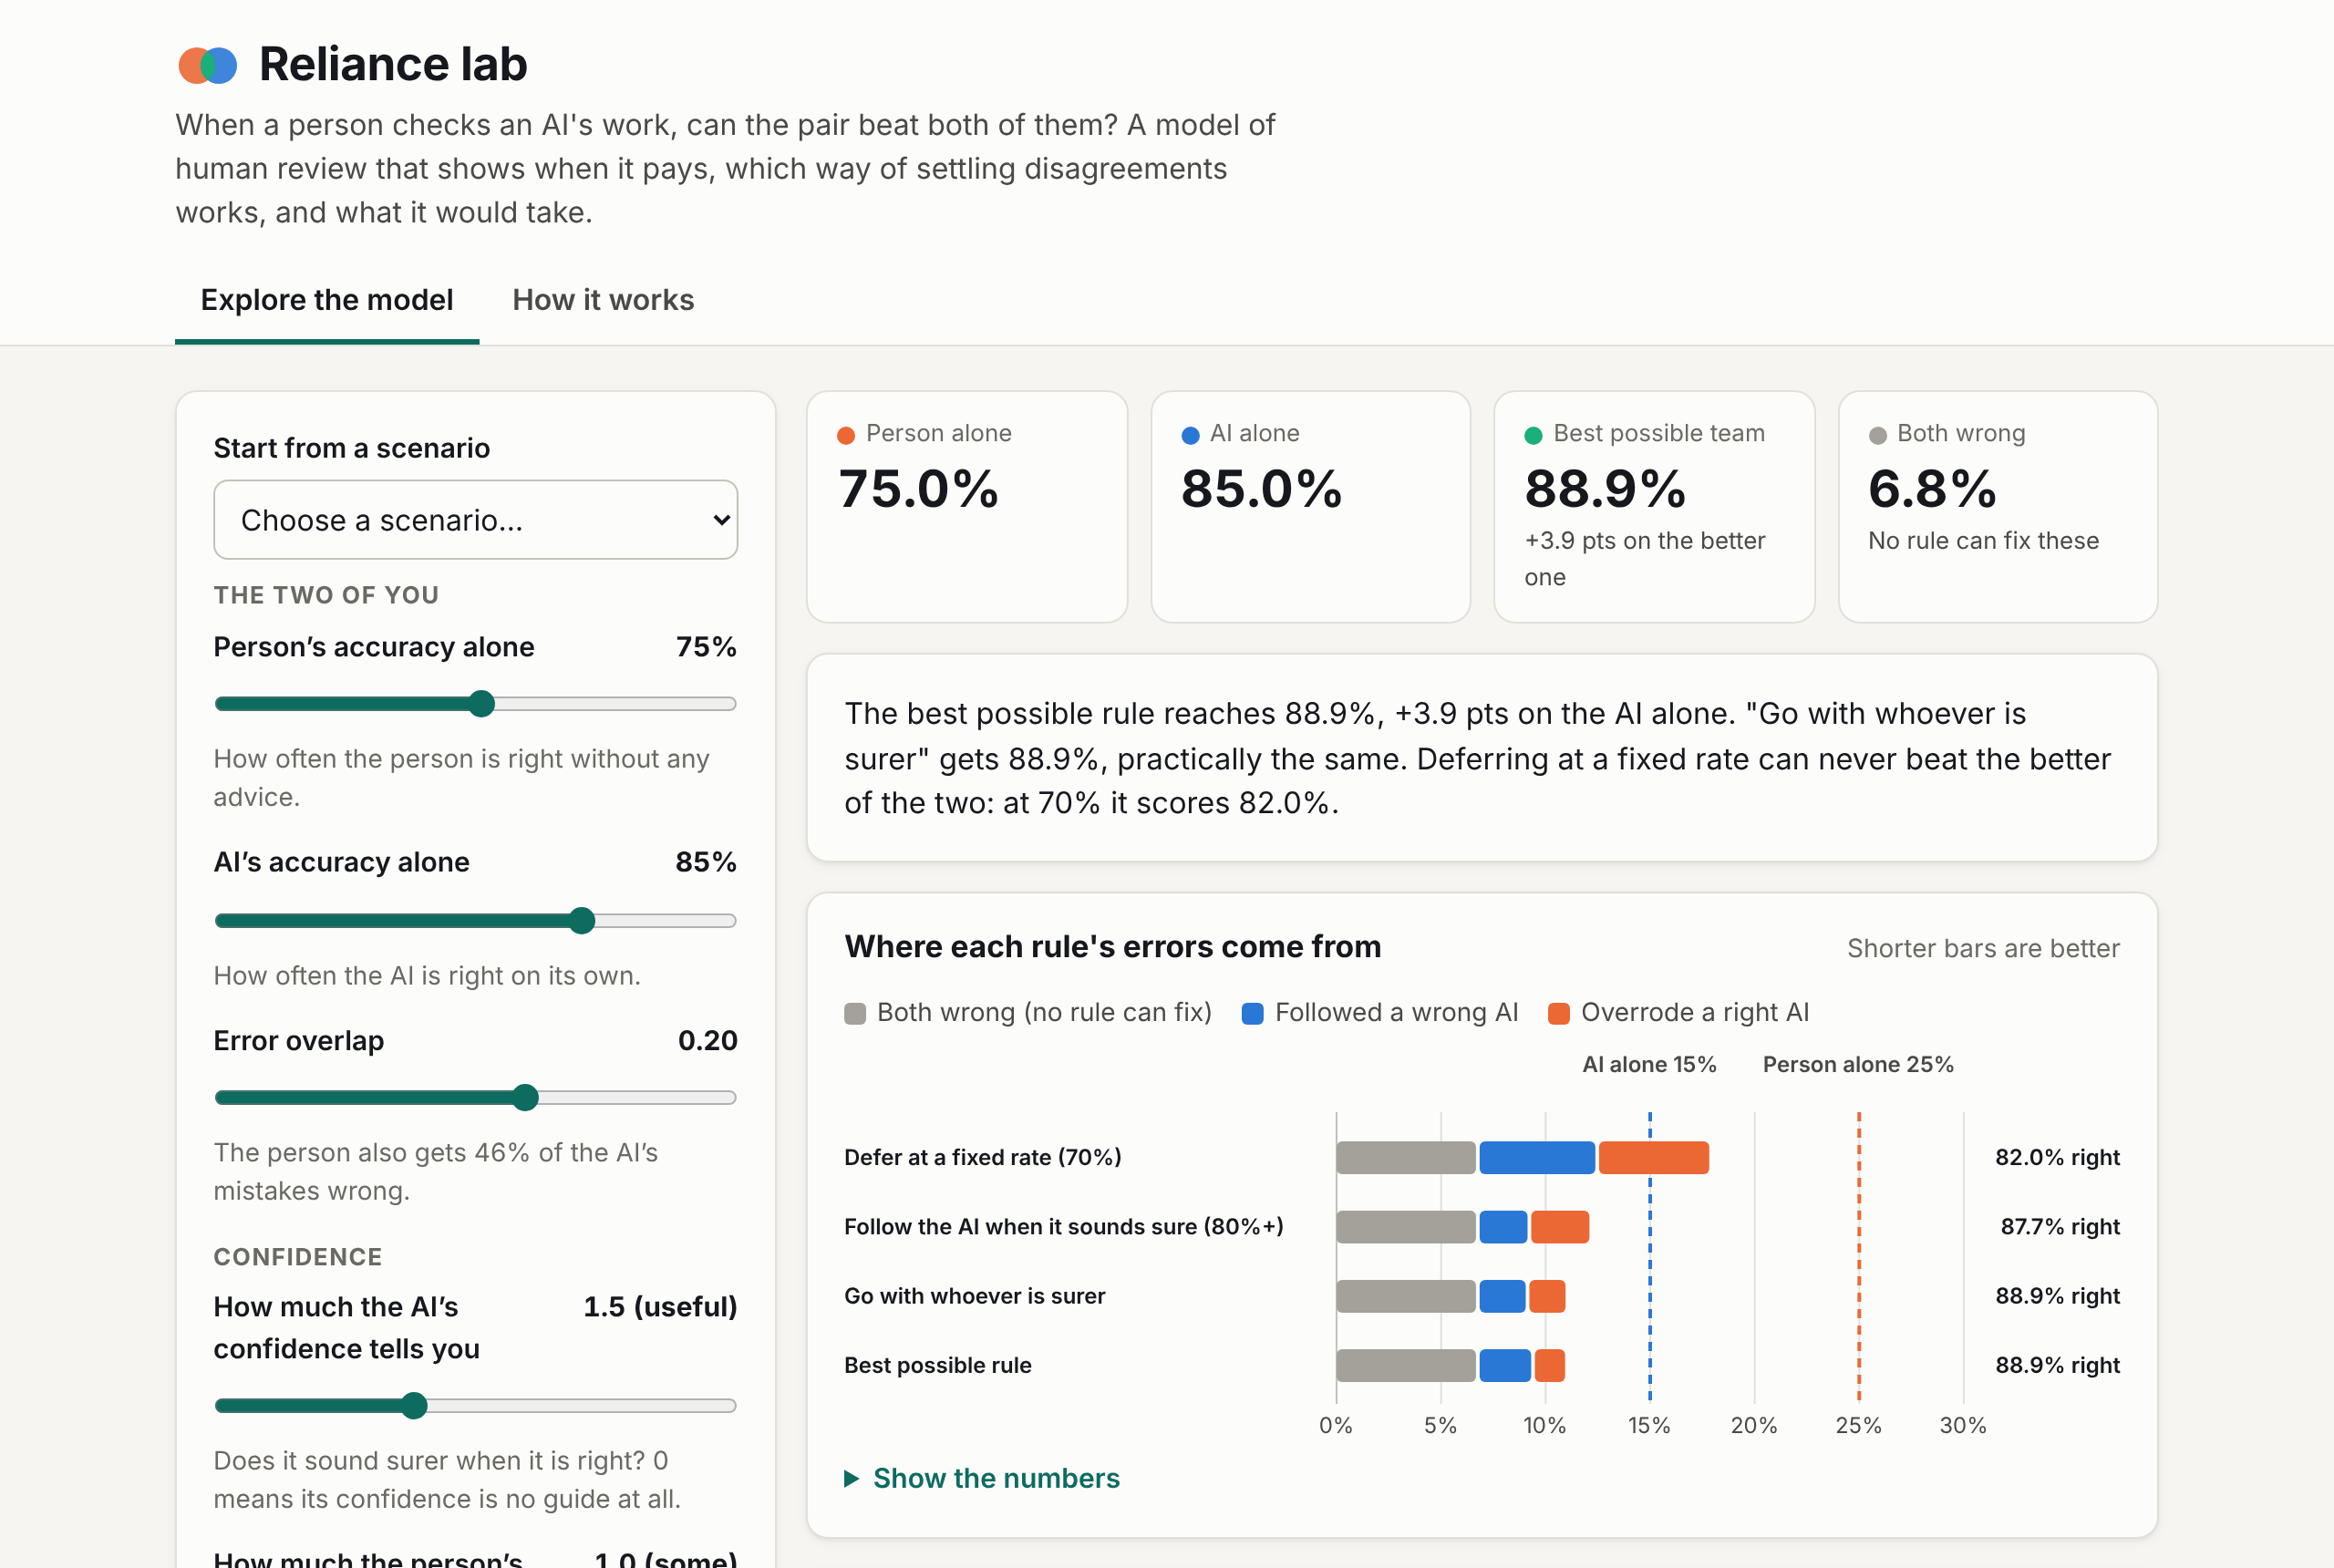 Reliance lab
When a person checks an AI's work, can the pair beat both of them? A model of
human review that shows when it pays, which way of settling disagreements
works, and what it would take.
Explore the model
How it works
Start from a scenario
Choose a scenario...
THE TWO OF YOU
Person’s accuracy alone 75%
How often the person is right without any
advice.
AI’s accuracy alone 85%
How often the AI is right on its own.
Error overlap 0.20
The person also gets 46% of the AI’s
mistakes wrong.
CONFIDENCE
How much the AI’s 1.5 (useful)
confidence tells you
Does it sound surer when it is right? 0
means its confidence is no guide at all.
How much the person’s 1.0 (some)
Person alone
75.0%
AI alone
85.0%
Best possible team
88.9%
+3.9 pts on the better
one
Both wrong
6.8%
No rule can fix these
The best possible rule reaches 88.9%, +3.9 pts on the AI alone. "Go with whoever is
surer" gets 88.9%, practically the same. Deferring at a fixed rate can never beat the better
of the two: at 70% it scores 82.0%.
Where each rule's errors come from
Shorter bars are better
Both wrong (no rule can fix) Followed a wrong AI Overrode a right AI
AI alone 15% Person alone 25%
Defer at a fixed rate (70%) 82.0% right
Follow the AI when it sounds sure (80%+) 87.7% right
Go with whoever is surer 88.9% right
Best possible rule 88.9% right
0% 5% 10% 15% 20% 25% 30%
Show the numbers